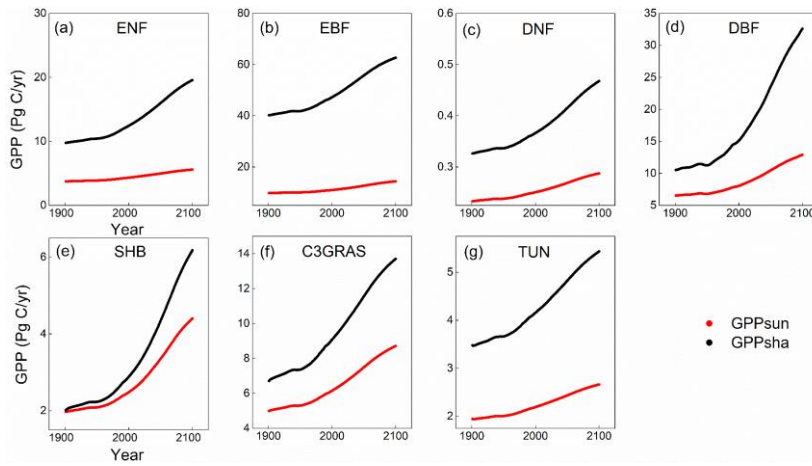 (a) ENF
(b) EBF
(c) DNF
(d) DBF
GPP (Pg C/yr)
30
20
10
0
80
60
40
20
0.6
0.4
0.3
35
30
25
20
15
10
5
1900 2000 2100
1900 2000 2100
1900 2000 2100
1900 2000 2100
Year
(e) SHB
(f) C3GRAS
(g) TUN
GPP (Pg C/yr)
6
4
2
14
12
10
8
6
4
5
4
3
2
GPPsun
GPPsha
1900 2000 2100
1900 2000 2100
1900 2000 2100
Year